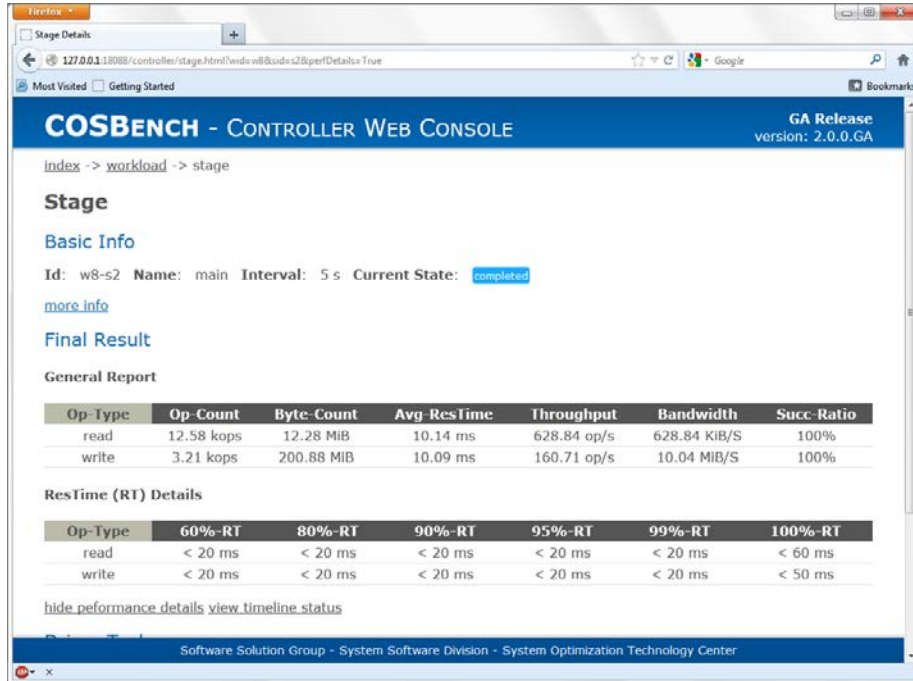 Firefox
Stage Details
+
127.0.0.1:18088/controller/stage.html?wid=w8&sid=s2&perfDetails=True
Google
Most Visited Getting Started
Bookmarks
COSBENCH - CONTROLLER WEB CONSOLE
GA Release
version: 2.0.0.GA
index -> workload -> stage
Stage
Basic Info
Id: w8-s2 Name: main Interval: 5 s Current State: completed
more info
Final Result
General Report
Op-Type Op-Count Byte-Count Avg-ResTime Throughput Bandwidth Succ-Ratio
read 12.58 kops 12.28 MiB 10.14 ms 628.84 op/s 628.84 KiB/S 100%
write 3.21 kops 200.88 MiB 10.09 ms 160.71 op/s 10.04 MiB/S 100%
ResTime (RT) Details
Op-Type 60%-RT 80%-RT 90%-RT 95%-RT 99%-RT 100%-RT
read < 20 ms < 20 ms < 20 ms < 20 ms < 20 ms < 60 ms
write < 20 ms < 20 ms < 20 ms < 20 ms < 20 ms < 50 ms
hide peformance details view timeline status
Software Solution Group - System Software Division - System Optimization Technology Center
x